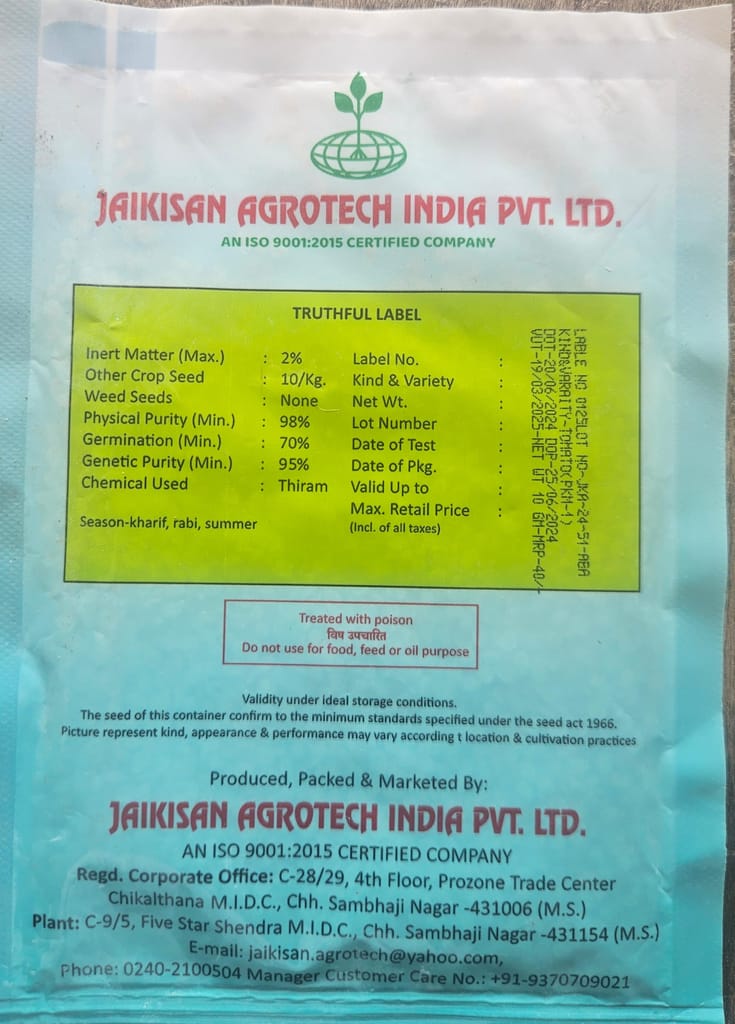 JAIKISAN AGROTECH INDIA PVT. LTD.
AN ISO 9001:2015 CERTIFIED COMPANY
TRUTHFUL LABEL
Inert Matter (Max.) : 2%
Other Crop Seed : 10/Kg.
Weed Seeds : None
Physical Purity (Min.) : 98%
Germination (Min.) : 70%
Genetic Purity (Min.) : 95%
Chemical Used : Thiram
Season-kharif, rabi, summer
Label No. :
Kind & Variety :
Net Wt. :
Lot Number :
Date of Test :
Date of Pkg. :
Valid Up to :
Max. Retail Price :
(Incl. of all taxes)
LABLE NO 0125LOT NO-JKA-24-51-ABA
KIND&VARAITY-TOMATO(PKM-1)
DOT-20/06/2024 DOP-25/06/2024
VUT-19/03/2025-NET WT 10 GM-MRP-40/-
Treated with poison
विष उपचारित
Do not use for food, feed or oil purpose
Validity under ideal storage conditions.
The seed of this container confirm to the minimum standards specified under the seed act 1966.
Picture represent kind, appearance & performance may vary according t location & cultivation practices
Produced, Packed & Marketed By:
JAIKISAN AGROTECH INDIA PVT. LTD.
AN ISO 9001:2015 CERTIFIED COMPANY
Regd. Corporate Office: C-28/29, 4th Floor, Prozone Trade Center
Chikalthana M.I.D.C., Chh. Sambhaji Nagar -431006 (M.S.)
Plant: C-9/5, Five Star Shendra M.I.D.C., Chh. Sambhaji Nagar -431154 (M.S.)
E-mail: jaikisan.agrotech@yahoo.com,
Phone: 0240-2100504 Manager Customer Care No.: +91-9370709021